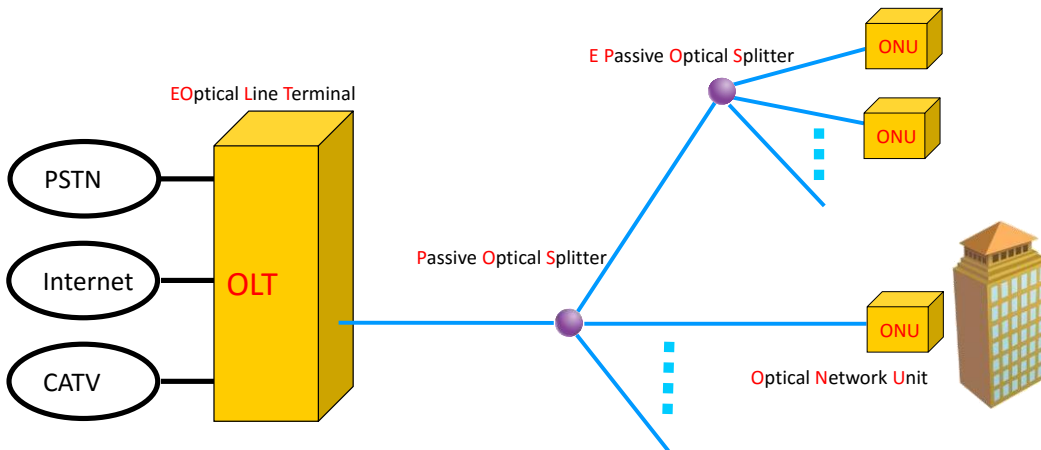 E Passive Optical Splitter
ONU
EOptical Line Terminal
ONU
PSTN
Passive Optical Splitter
Internet
OLT
ONU
CATV
Optical Network Unit